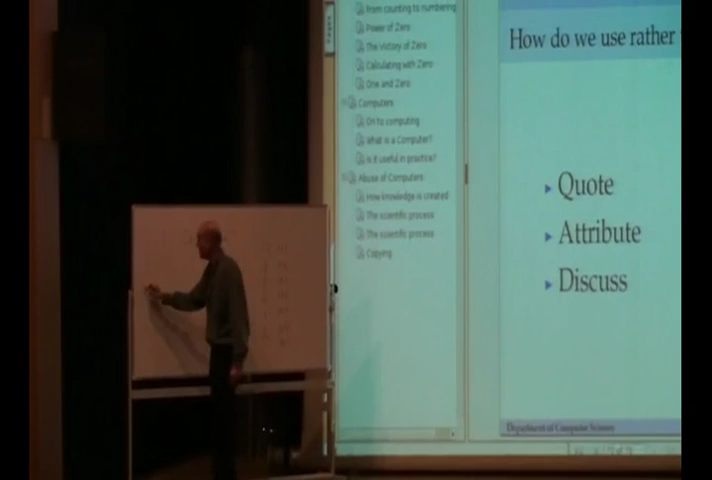 From counting to numbering
Power of Zero
The Victory of Zero
Calculating with Zero
One and Zero
Computers
On to computing
What is a Computer?
Is it useful in practice?
Abuse of Computers
How knowledge is created
The scientific process
The scientific process
Copying
How do we use rather
Quote
Attribute
Discuss
Department of Computer Science